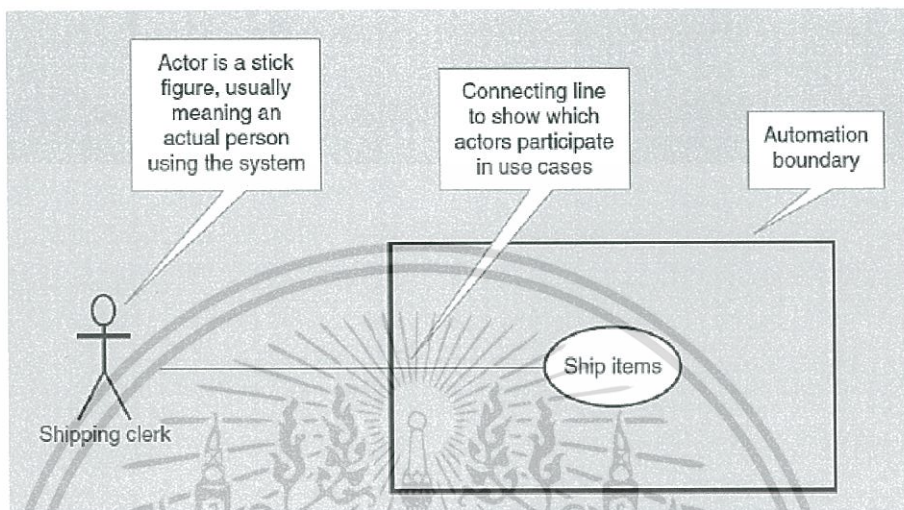 Actor is a stick
figure, usually
meaning an
actual person
using the system
Connecting line
to show which
actors participate
in use cases
Automation
boundary
Ship items
Shipping clerk